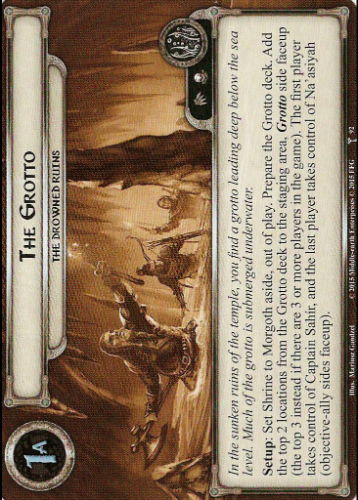 The Grotto
1A
The Drowned Ruins
In the sunken ruins of the temple, you find a grotto leading deep below the sea
level. Much of the grotto is submerged underwater.
Setup: Set Shrine to Morgoth aside, out of play. Prepare the Grotto deck. Add
the top 2 locations from the Grotto deck to the staging area, Grotto side faceup
(the top 3 instead if there are 3 or more players in the game). The first player
takes control of Captain Sahír, and the last player takes control of Na'asiyah
(objective-ally sides faceup).
Illus. Mariusz Gandzel © 2015 Middle-earth Enterprises © 2015 FFG 92